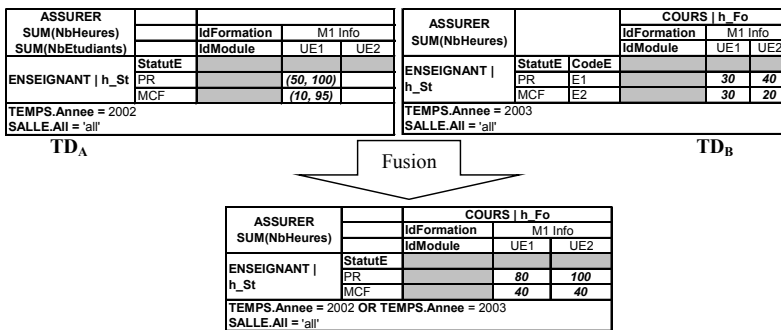 ASSURER
SUM(NbHeures)
SUM(NbEtudiants)
IdFormation M1 Info
IdModule UE1 UE2
StatutE
ENSEIGNANT | h_St
PR (50, 100)
MCF (10, 95)
TEMPS.Annee = 2002
SALLE.All = 'all'
TDA
ASSURER
SUM(NbHeures)
COURS | h_Fo
IdFormation M1 Info
IdModule UE1 UE2
StatutE CodeE
ENSEIGNANT |
h_St
PR E1 30 40
MCF E2 30 20
TEMPS.Annee = 2003
SALLE.All = 'all'
TDB
Fusion
ASSURER
SUM(NbHeures)
COURS | h_Fo
IdFormation M1 Info
IdModule UE1 UE2
StatutE
ENSEIGNANT |
h_St
PR 80 100
MCF 40 40
TEMPS.Annee = 2002 OR TEMPS.Annee = 2003
SALLE.All = 'all'